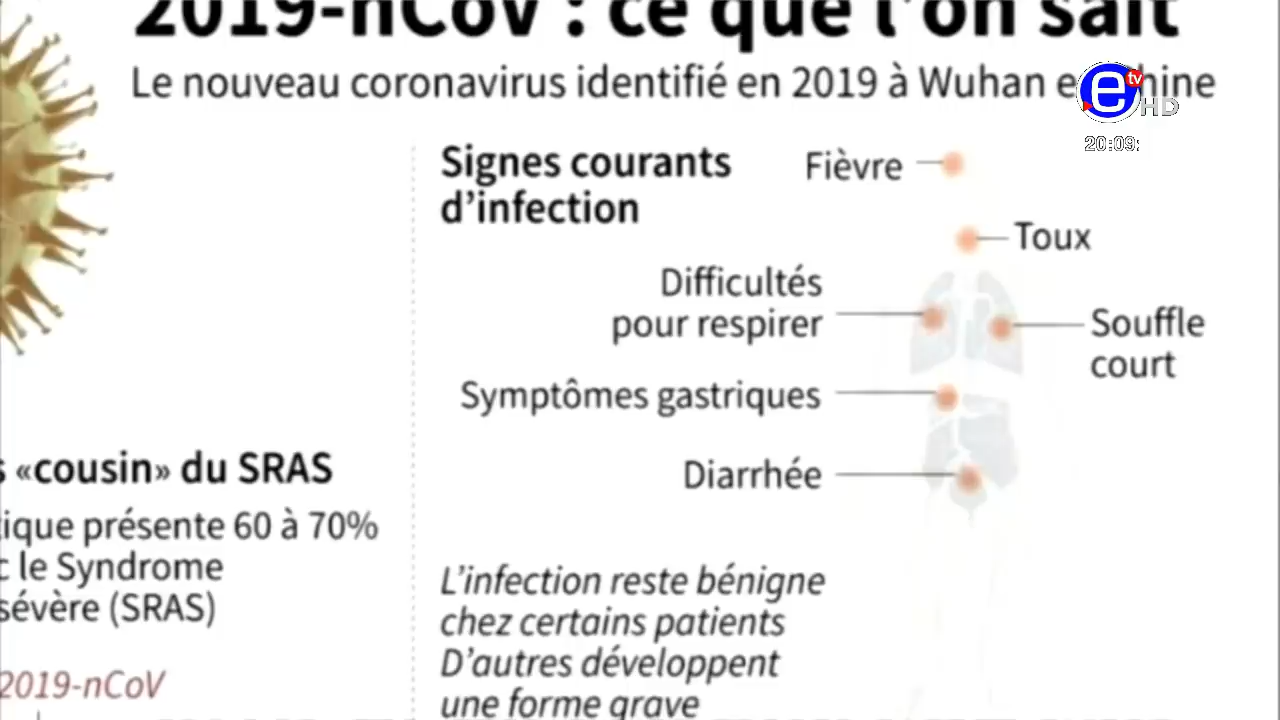 2019-nCoV : ce que l'on sait
Le nouveau coronavirus identifié en 2019 à Wuhan
e tv
HD
20:09:
Signes courants
d'infection
Fièvre
Toux
Difficultés
pour respirer
Souffle
court
Symptômes gastriques
Diarrhée
«cousin» du SRAS
présente 60 à 70%
le Syndrome
sévère (SRAS)
2019-nCoV
L'infection reste bénigne
chez certains patients
D'autres développent
une forme grave